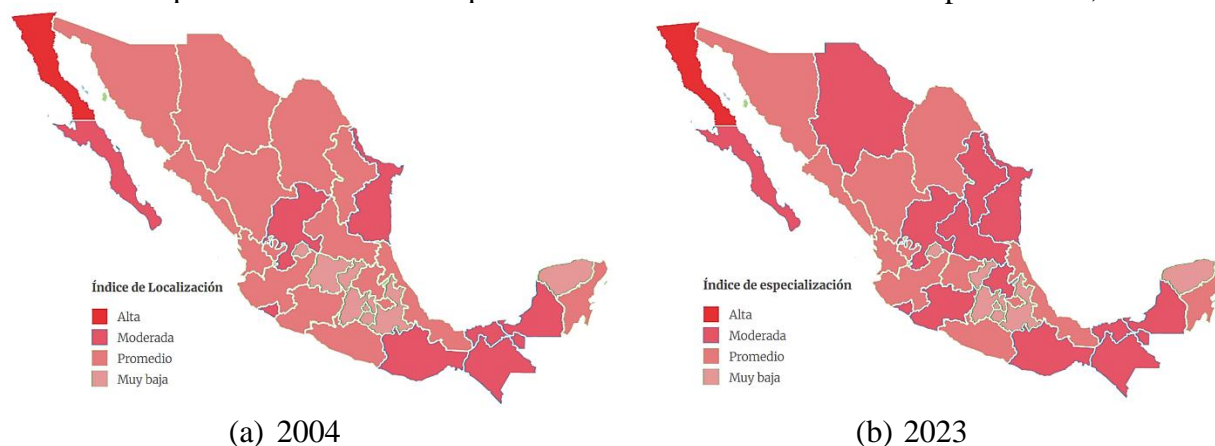 Índice de Localización
Alta
Moderada
Promedio
Muy baja
(a) 2004
Índice de especialización
Alta
Moderada
Promedio
Muy baja
(b) 2023